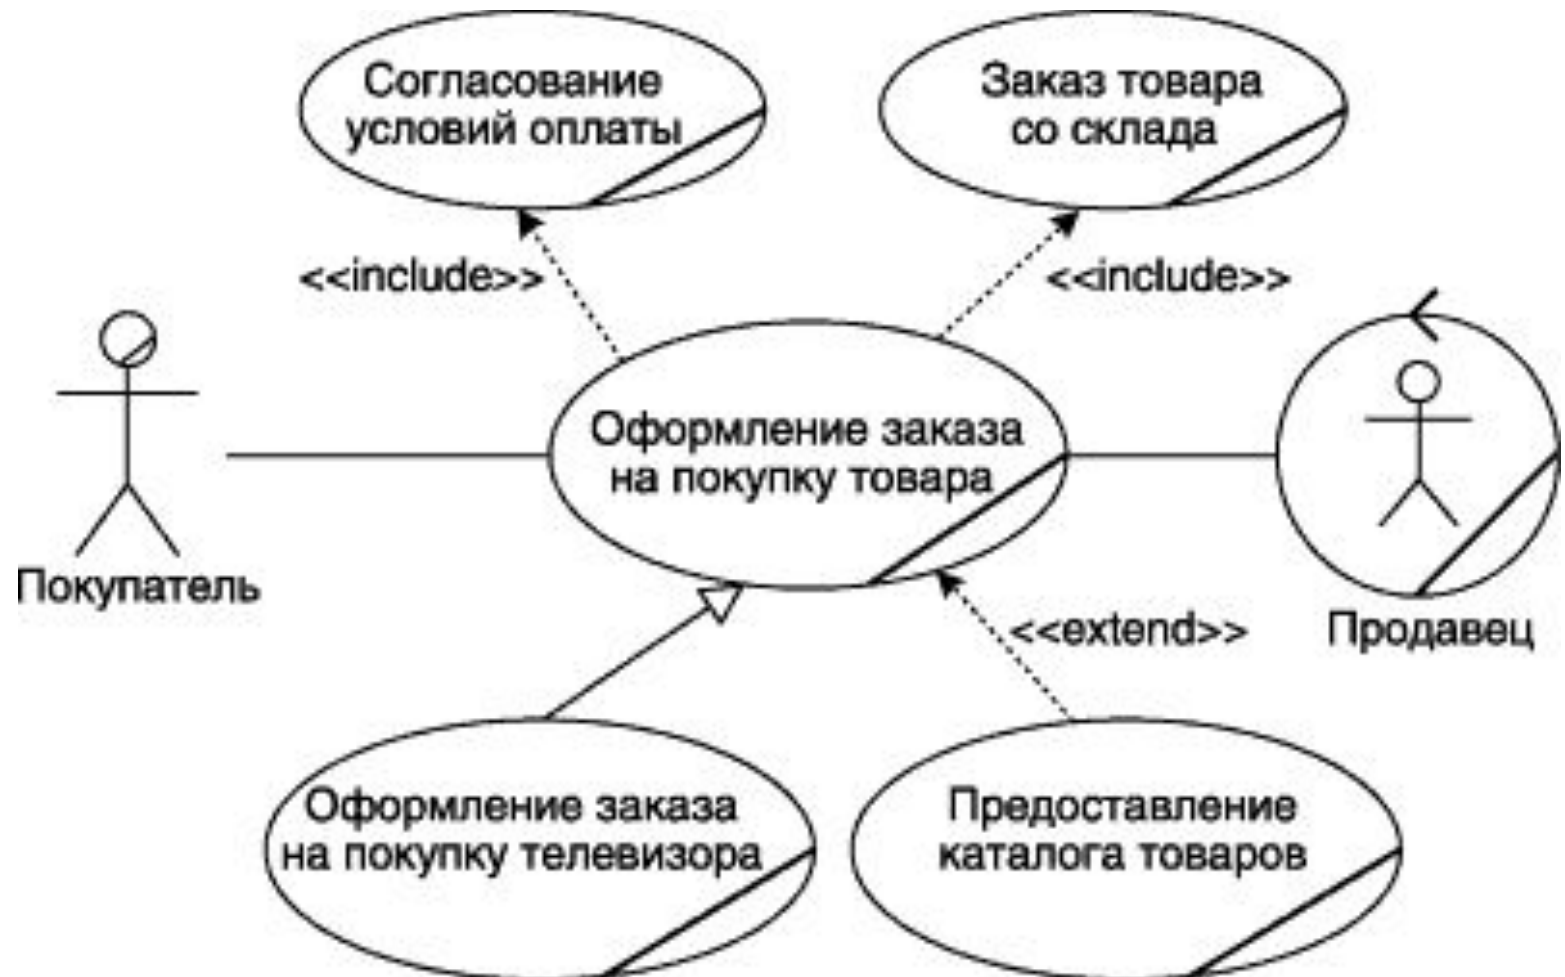 Согласование
условий оплаты
Заказ товара
со склада
<<include>>
<<include>>
Оформление заказа
на покупку товара
Покупатель
<<extend>>
Продавец
Оформление заказа
на покупку телевизора
Предоставление
каталога товаров